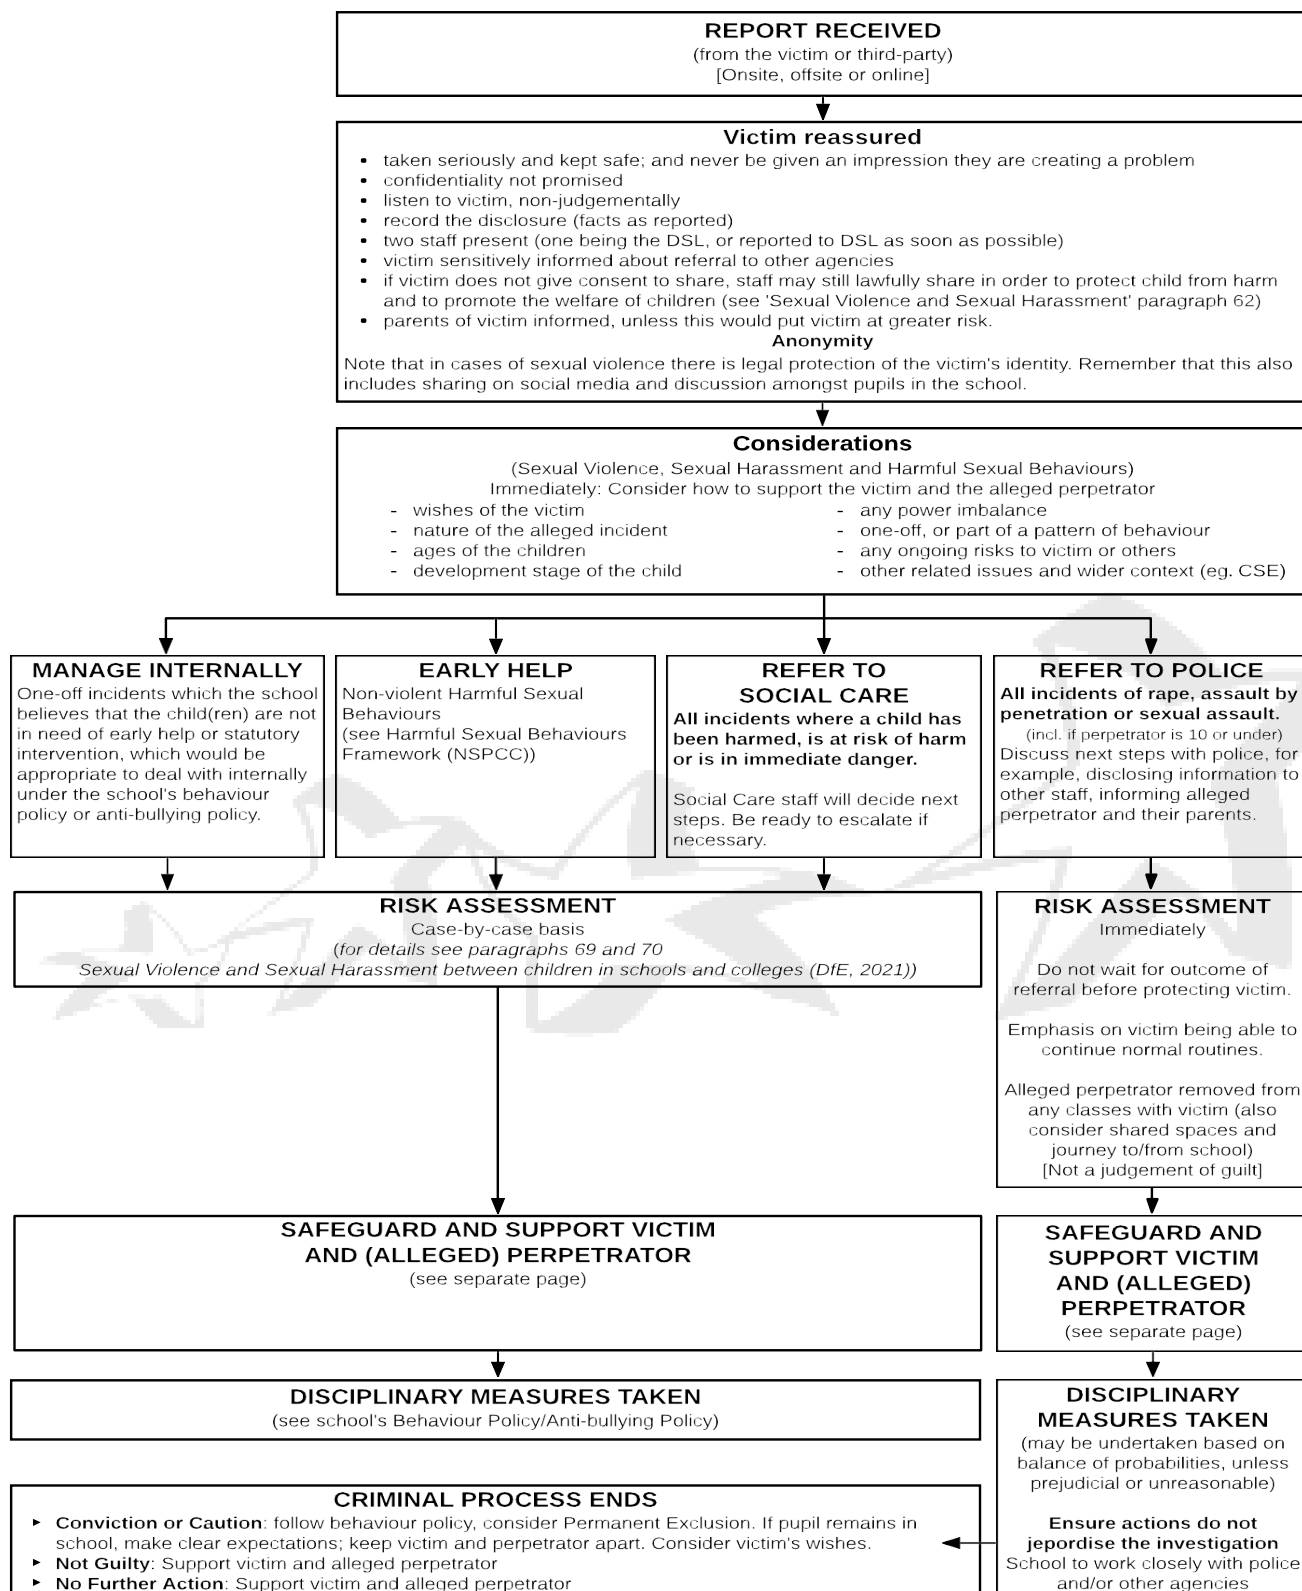 REPORT RECEIVED
(from the victim or third-party)
[Onsite, offsite or online]
Victim reassured
• taken seriously and kept safe; and never be given an impression they are creating a problem
• confidentiality not promised
• listen to victim, non-judgementally
• record the disclosure (facts as reported)
• two staff present (one being the DSL, or reported to DSL as soon as possible)
• victim sensitively informed about referral to other agencies
• if victim does not give consent to share, staff may still lawfully share in order to protect child from harm
and to promote the welfare of children (see 'Sexual Violence and Sexual Harassment' paragraph 62)
• parents of victim informed, unless this would put victim at greater risk.
Anonymity
Note that in cases of sexual violence there is legal protection of the victim's identity. Remember that this also
includes sharing on social media and discussion amongst pupils in the school.
Considerations
(Sexual Violence, Sexual Harassment and Harmful Sexual Behaviours)
Immediately: Consider how to support the victim and the alleged perpetrator
- wishes of the victim
- nature of the alleged incident
- ages of the children
- development stage of the child
- any power imbalance
- one-off, or part of a pattern of behaviour
- any ongoing risks to victim or others
- other related issues and wider context (eg. CSE)
MANAGE INTERNALLY
One-off incidents which the school
believes that the child(ren) are not
in need of early help or statutory
intervention, which would be
appropriate to deal with internally
under the school's behaviour
policy or anti-bullying policy.
EARLY HELP
Non-violent Harmful Sexual
Behaviours
(see Harmful Sexual Behaviours
Framework (NSPCC))
REFER TO
SOCIAL CARE
All incidents where a child has
been harmed, is at risk of harm
or is in immediate danger.
Social Care staff will decide next
steps. Be ready to escalate if
necessary.
REFER TO POLICE
All incidents of rape, assault by
penetration or sexual assault.
(incl. if perpetrator is 10 or under)
Discuss next steps with police, for
example, disclosing information to
other staff, informing alleged
perpetrator and their parents.
RISK ASSESSMENT
Case-by-case basis
(for details see paragraphs 69 and 70
Sexual Violence and Sexual Harassment between children in schools and colleges (DfE, 2021))
RISK ASSESSMENT
Immediately
Do not wait for outcome of
referral before protecting victim.
Emphasis on victim being able to
continue normal routines.
Alleged perpetrator removed from
any classes with victim (also
consider shared spaces and
journey to/from school)
[Not a judgement of guilt]
SAFEGUARD AND SUPPORT VICTIM
AND (ALLEGED) PERPETRATOR
(see separate page)
SAFEGUARD AND
SUPPORT VICTIM
AND (ALLEGED)
PERPETRATOR
(see separate page)
DISCIPLINARY MEASURES TAKEN
(see school's Behaviour Policy/Anti-bullying Policy)
DISCIPLINARY
MEASURES TAKEN
(may be undertaken based on
balance of probabilities, unless
prejudicial or unreasonable)
Ensure actions do not
jepordise the investigation
School to work closely with police
and/or other agencies
CRIMINAL PROCESS ENDS
▸ Conviction or Caution: follow behaviour policy, consider Permanent Exclusion. If pupil remains in
school, make clear expectations; keep victim and perpetrator apart. Consider victim's wishes.
▸ Not Guilty: Support victim and alleged perpetrator
▸ No Further Action: Support victim and alleged perpetrator